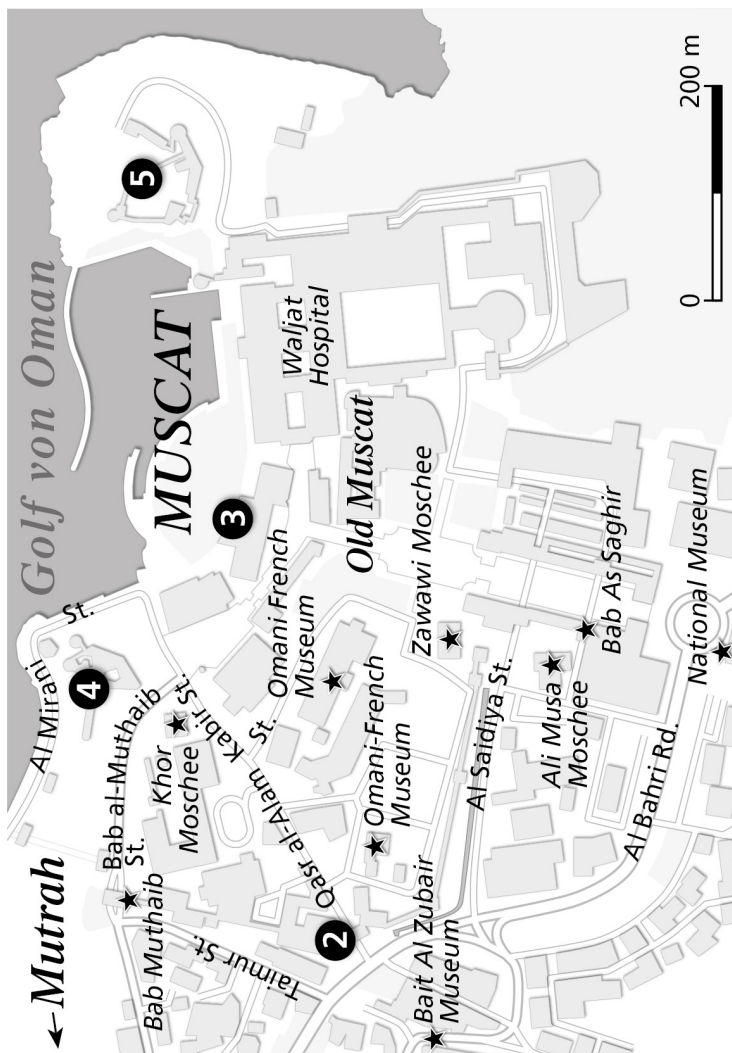 Golf von Oman
← Mutrah
Al Mirani St.
4
5
Bab al-Muthaib
St.
Bab Muthaib
MUSCAT
Khor
Moschee
Taimur St.
3
Qasr al-Alam St.
Kabir St.
Omani French
Museum
Waljat
Hospital
2
Old Muscat
Omani-French
Museum
Zawawi Moschee
Bait Al Zubair
Museum
Al Saidiya St.
Ali Musa
Moschee
Bab As Saghir
Al Bahri Rd.
National Museum
0
200 m